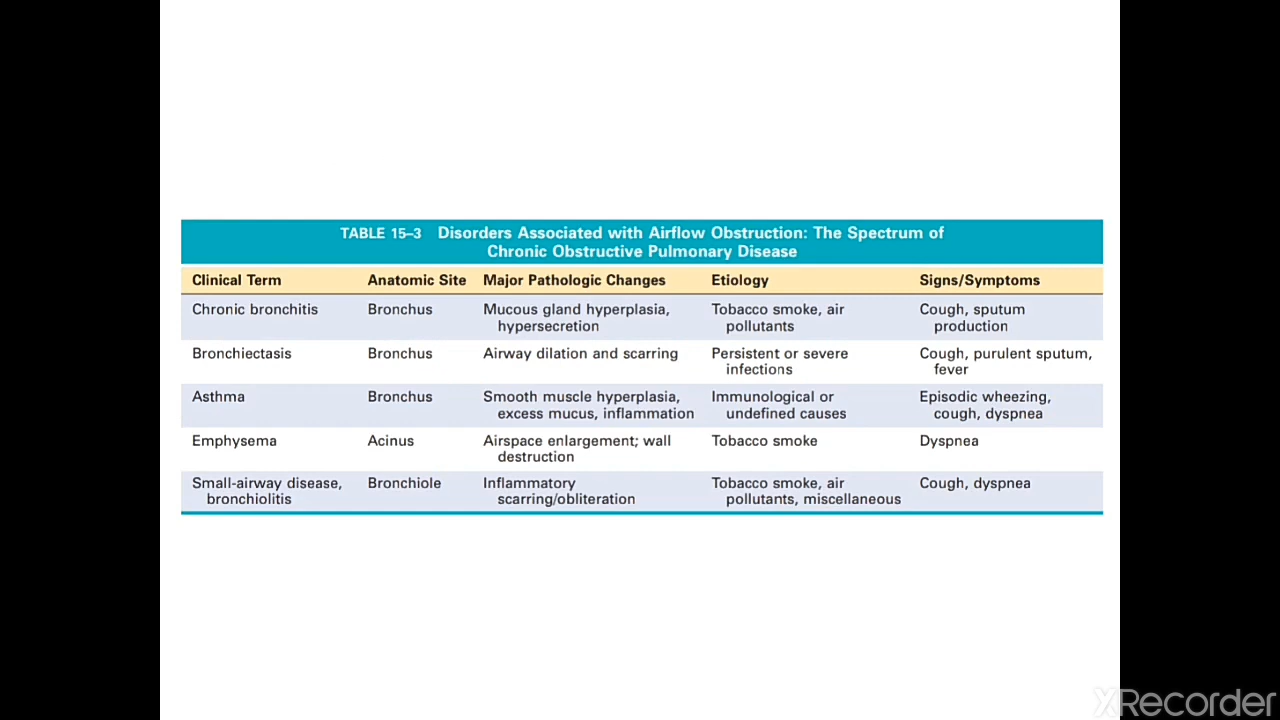 TABLE 15–3 Disorders Associated with Airflow Obstruction: The Spectrum of
Chronic Obstructive Pulmonary Disease
Clinical Term Anatomic Site Major Pathologic Changes Etiology Signs/Symptoms
Chronic bronchitis Bronchus Mucous gland hyperplasia, Tobacco smoke, air Cough, sputum
hypersecretion pollutants production
Bronchiectasis Bronchus Airway dilation and scarring Persistent or severe Cough, purulent sputum,
infections fever
Asthma Bronchus Smooth muscle hyperplasia, Immunological or Episodic wheezing,
excess mucus, inflammation undefined causes cough, dyspnea
Emphysema Acinus Airspace enlargement; wall Tobacco smoke Dyspnea
destruction
Small-airway disease, Bronchiole Inflammatory Tobacco smoke, air Cough, dyspnea
bronchiolitis scarring/obliteration pollutants, miscellaneous
XRecorder